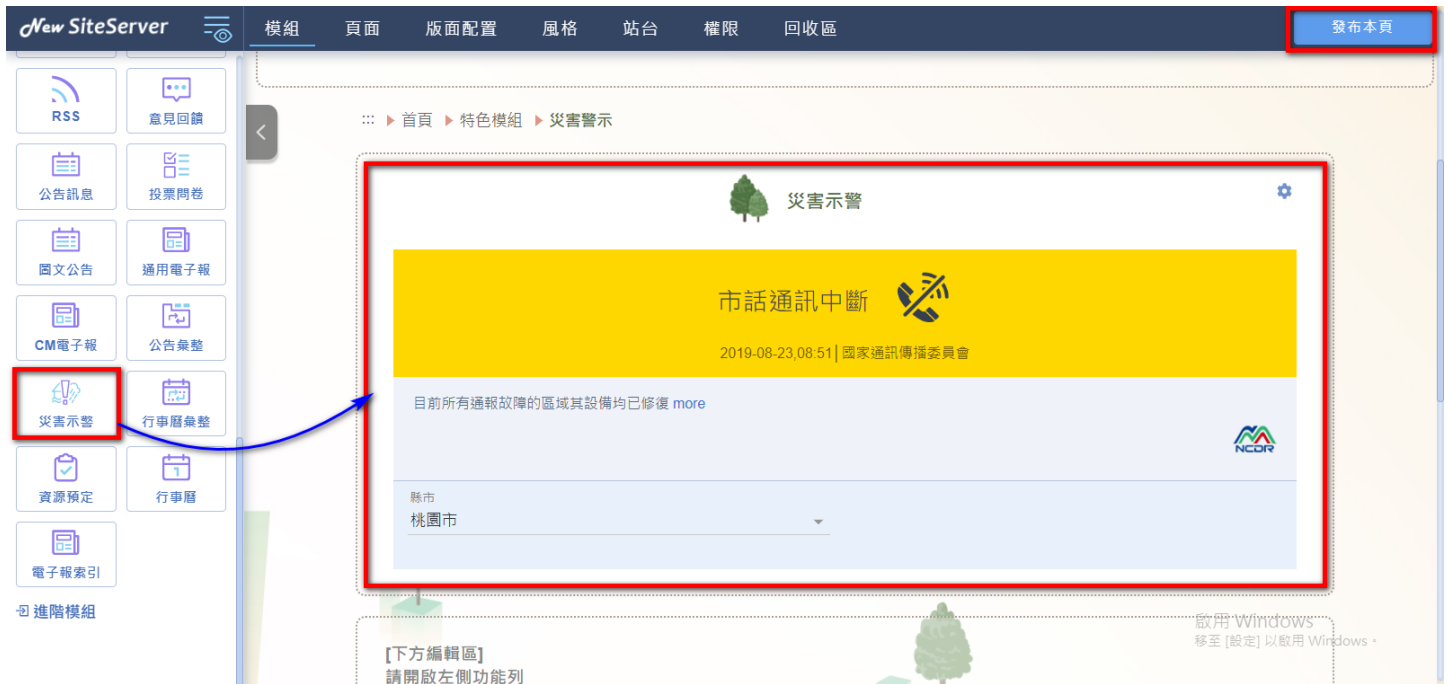 New SiteServer
模組 頁面 版面配置 風格 站台 權限 回收區
發布本頁
RSS 意見回饋
公告訊息 投票問卷
圖文公告 通用電子報
CM電子報 公告彙整
災害示警 行事曆彙整
資源預定 行事曆
電子報索引
進階模組
::: 首頁 特色模組 災害警示
災害示警
市話通訊中斷
2019-08-23,08:51│國家通訊傳播委員會
目前所有通報故障的區域其設備均已修復 more
NCDR
縣市
桃園市
[下方編輯區]
請開啟左側功能列
啟用 Windows
移至 [設定] 以啟用 Windows。